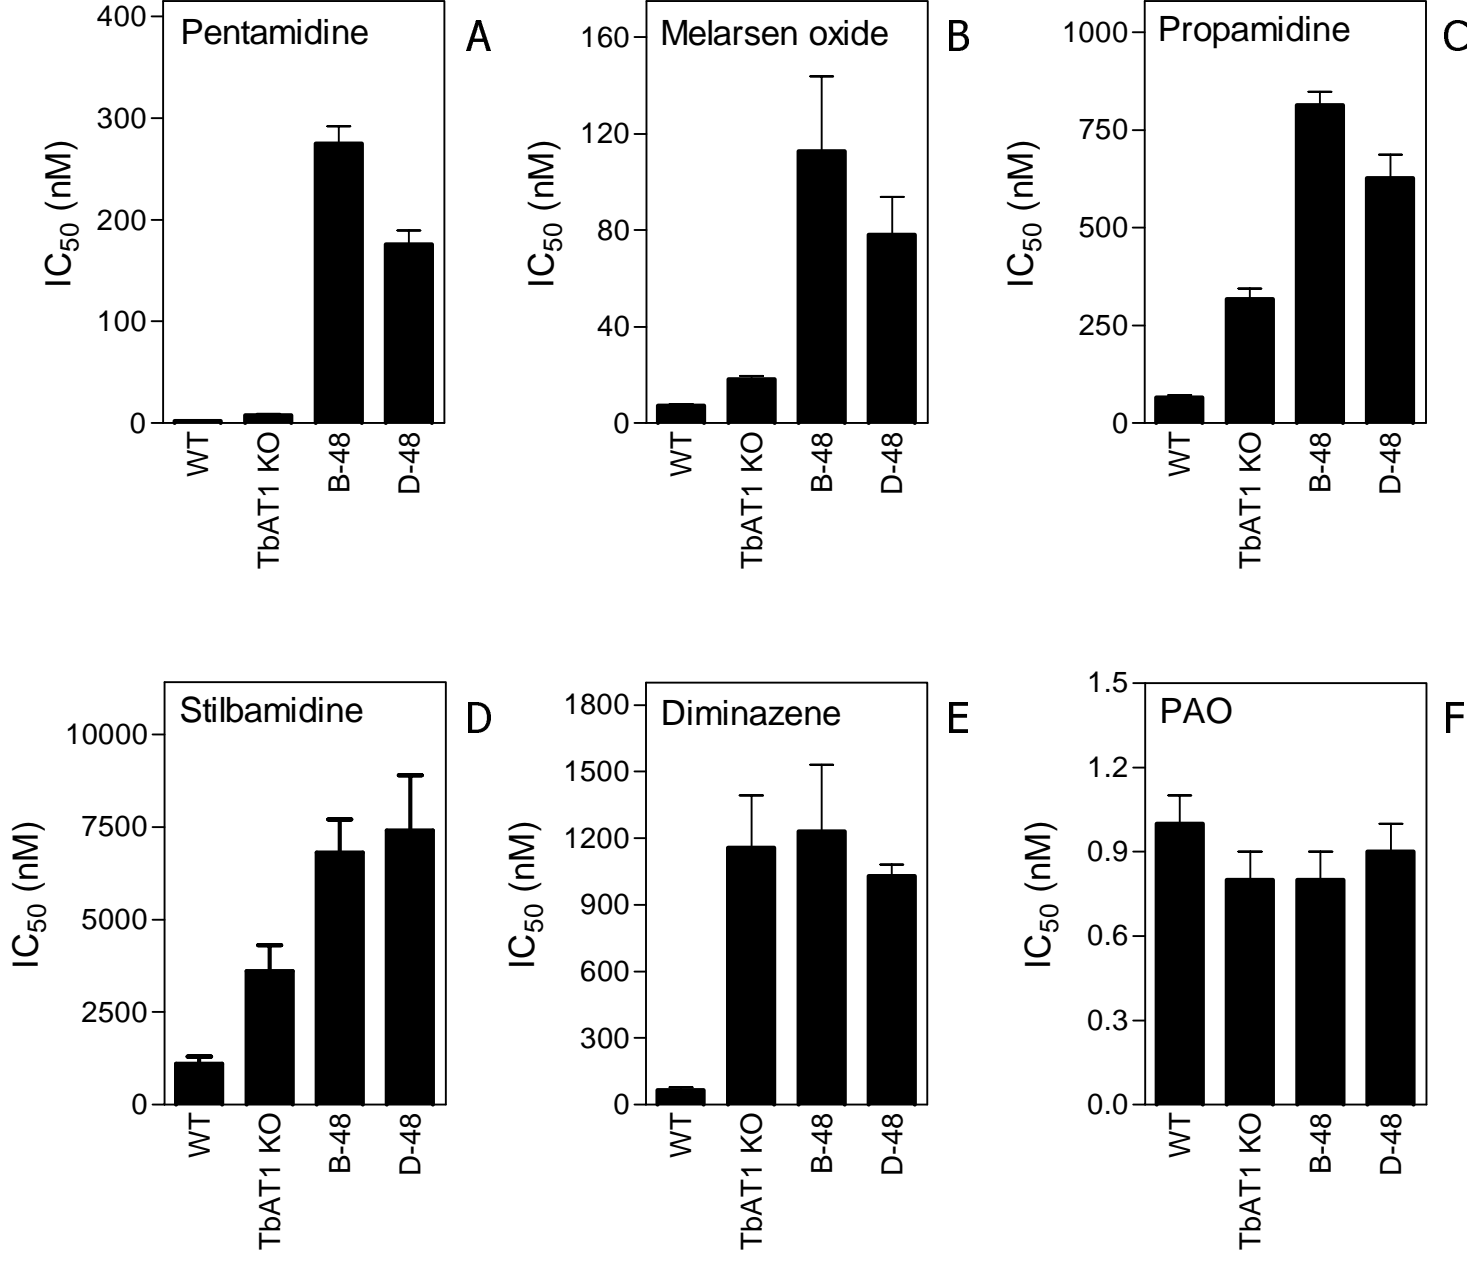 Pentamidine
A
IC50 (nM)
400
300
200
100
0
WT
TbAT1 KO
B-48
D-48
Melarsen oxide
B
IC50 (nM)
160
120
80
40
0
WT
TbAT1 KO
B-48
D-48
Propamidine
C
IC50 (nM)
1000
750
500
250
0
WT
TbAT1 KO
B-48
D-48
Stilbamidine
D
IC50 (nM)
10000
7500
5000
2500
0
WT
TbAT1 KO
B-48
D-48
Diminazene
E
IC50 (nM)
1800
1500
1200
900
600
300
0
WT
TbAT1 KO
B-48
D-48
PAO
F
IC50 (nM)
1.5
1.2
0.9
0.6
0.3
0.0
WT
TbAT1 KO
B-48
D-48